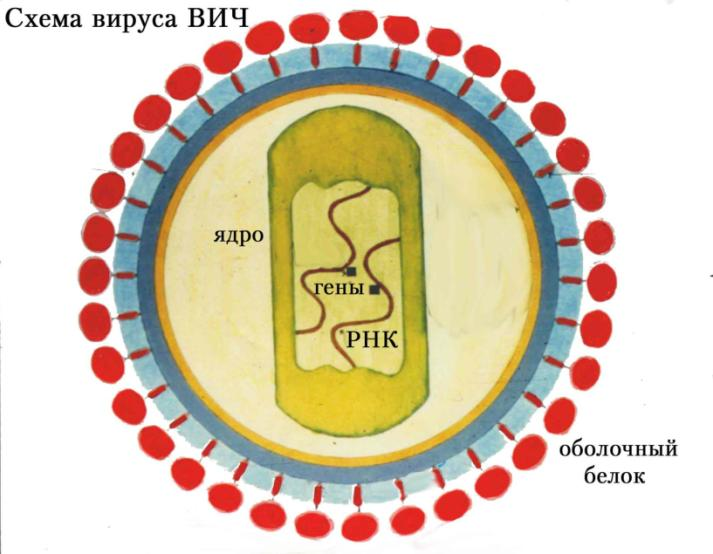 Схема вируса ВИЧ
ядро
гены
РНК
оболочный
белок